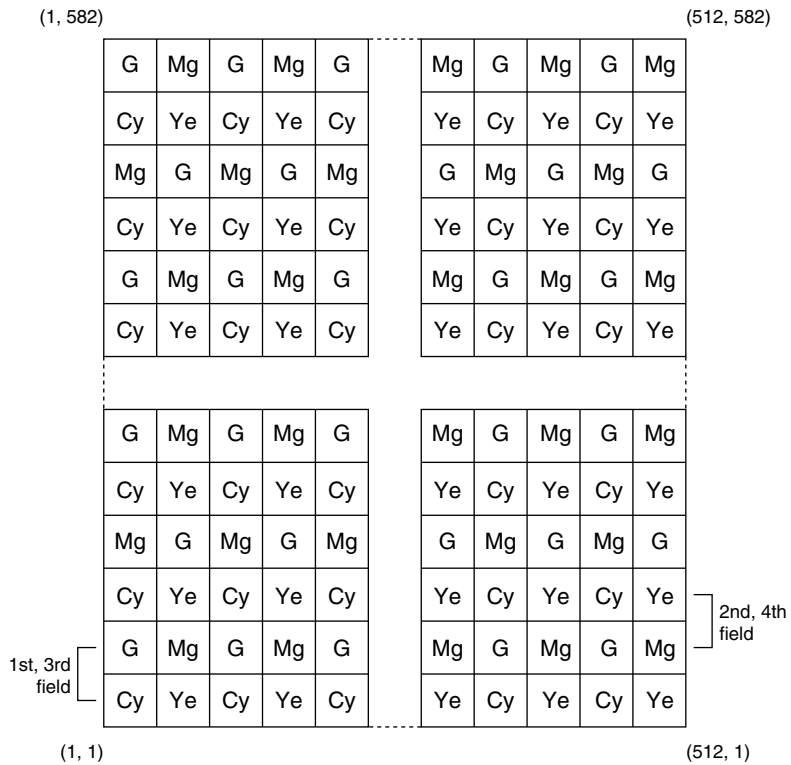 (1, 582) (512, 582)
G Mg G Mg G Mg G Mg G Mg
Cy Ye Cy Ye Cy Ye Cy Ye Cy Ye
Mg G Mg G Mg G Mg G Mg G
Cy Ye Cy Ye Cy Ye Cy Ye Cy Ye
G Mg G Mg G Mg G Mg G Mg
Cy Ye Cy Ye Cy Ye Cy Ye Cy Ye
G Mg G Mg G Mg G Mg G Mg
Cy Ye Cy Ye Cy Ye Cy Ye Cy Ye
Mg G Mg G Mg G Mg G Mg G
Cy Ye Cy Ye Cy Ye Cy Ye Cy Ye
2nd, 4th
field
G Mg G Mg G Mg G Mg G Mg
1st, 3rd
field
Cy Ye Cy Ye Cy Ye Cy Ye Cy Ye
(1, 1) (512, 1)